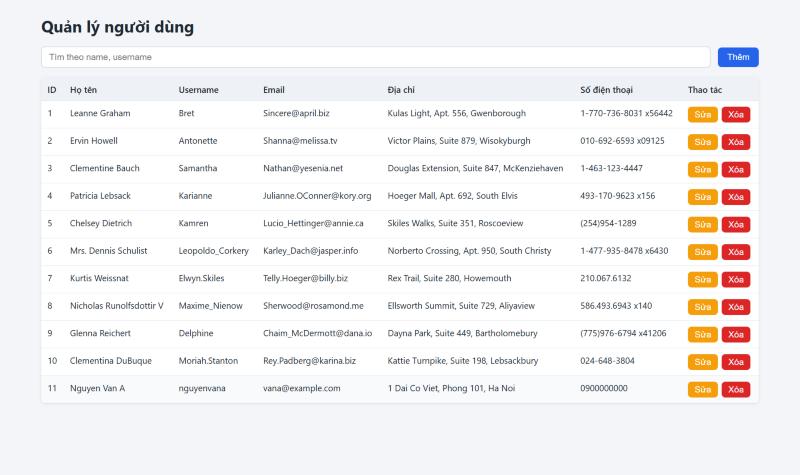 Quản lý người dùng
Tìm theo name, username Thêm
ID Họ tên Username Email Địa chỉ Số điện thoại Thao tác
1 Leanne Graham Bret Sincere@april.biz Kulas Light, Apt. 556, Gwenborough 1-770-736-8031 x56442 Sửa Xóa
2 Ervin Howell Antonette Shanna@melissa.tv Victor Plains, Suite 879, Wisokyburgh 010-692-6593 x09125 Sửa Xóa
3 Clementine Bauch Samantha Nathan@yesenia.net Douglas Extension, Suite 847, McKenziehaven 1-463-123-4447 Sửa Xóa
4 Patricia Lebsack Karianne Julianne.OConner@kory.org Hoeger Mall, Apt. 692, South Elvis 493-170-9623 x156 Sửa Xóa
5 Chelsey Dietrich Kamren Lucio_Hettinger@annie.ca Skiles Walks, Suite 351, Roscoeview (254)954-1289 Sửa Xóa
6 Mrs. Dennis Schulist Leopoldo_Corkery Karley_Dach@jasper.info Norberto Crossing, Apt. 950, South Christy 1-477-935-8478 x6430 Sửa Xóa
7 Kurtis Weissnat Elwyn.Skiles Telly.Hoeger@billy.biz Rex Trail, Suite 280, Howemouth 210.067.6132 Sửa Xóa
8 Nicholas Runolfsdottir V Maxime_Nienow Sherwood@rosamond.me Ellsworth Summit, Suite 729, Aliyaview 586.493.6943 x140 Sửa Xóa
9 Glenna Reichert Delphine Chaim_McDermott@dana.io Dayna Park, Suite 449, Bartholomebury (775)976-6794 x41206 Sửa Xóa
10 Clementina DuBuque Moriah.Stanton Rey.Padberg@karina.biz Kattie Turnpike, Suite 198, Lebsackbury 024-648-3804 Sửa Xóa
11 Nguyen Van A nguyenvana vana@example.com 1 Dai Co Viet, Phong 101, Ha Noi 0900000000 Sửa Xóa